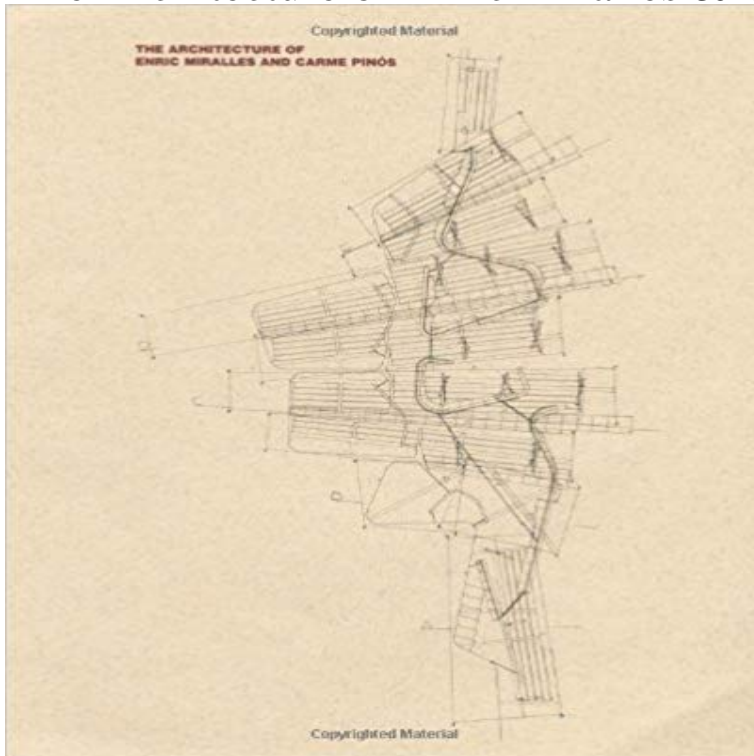 Copyrighted Material
THE ARCHITECTURE OF
ENRIC MIRALLES AND CARME PINÓS
Copyrighted Material